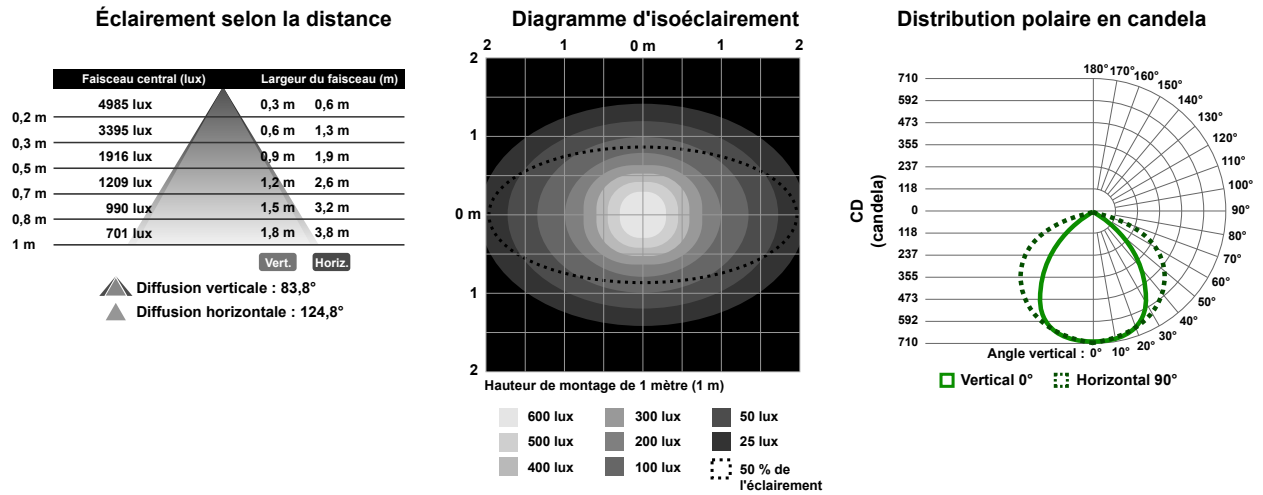 Éclairement selon la distance
Faisceau central (lux) Largeur du faisceau (m)
4985 lux 0,3 m 0,6 m
0,2 m
3395 lux 0,6 m 1,3 m
0,3 m
1916 lux 0,9 m 1,9 m
0,5 m
1209 lux 1,2 m 2,6 m
0,7 m
990 lux 1,5 m 3,2 m
0,8 m
701 lux 1,8 m 3,8 m
1 m
Vert. Horiz.
Diffusion verticale : 83,8°
Diffusion horizontale : 124,8°
Diagramme d'isoéclairement
2 1 0 m 1 2
2
1
0 m
1
2
Hauteur de montage de 1 mètre (1 m)
600 lux 300 lux 50 lux
500 lux 200 lux 25 lux
400 lux 100 lux 50 % de
l'éclairement
Distribution polaire en candela
CD
(candela)
710
592
473
355
237
118
0
118
237
355
473
592
710
180° 170° 160° 150° 140° 130° 120° 110° 100° 90° 80° 70° 60° 50° 40° 30° 20° 10°
Angle vertical : 0°
Vertical 0° Horizontal 90°